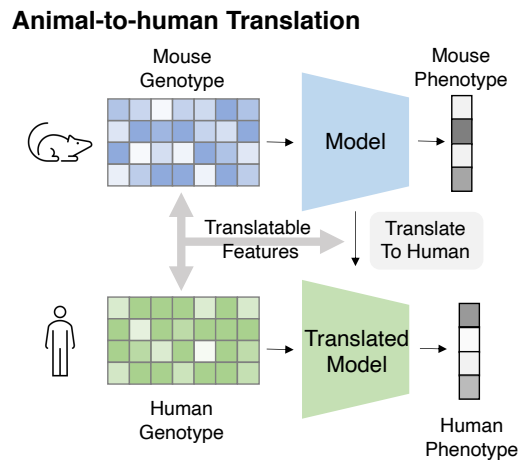 Animal-to-human Translation
Mouse
Genotype
Mouse
Phenotype
Model
Translatable
Features
Translate
To Human
Translated
Model
Human
Genotype
Human
Phenotype